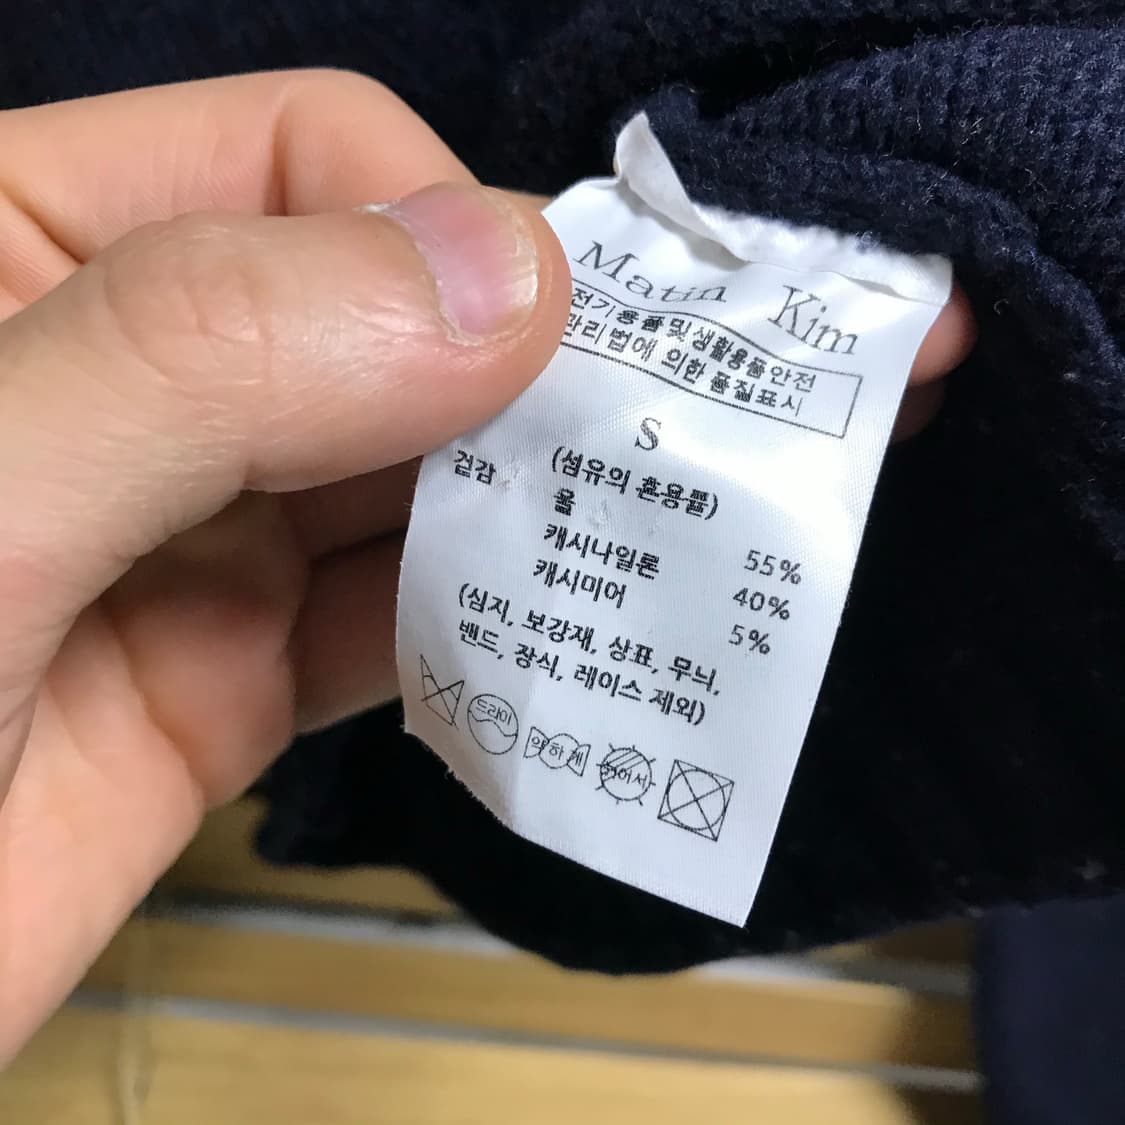 Matin Kim
전기용품및생활용품안전
관리법에 의한 품질표시
S
겉감 (섬유의 혼용률)
울 55%
캐시나일론 40%
캐시미어 5%
(심지, 보강재, 상표, 무늬,
밴드, 장식, 레이스 제외)
드라이
약하게
뉘어서